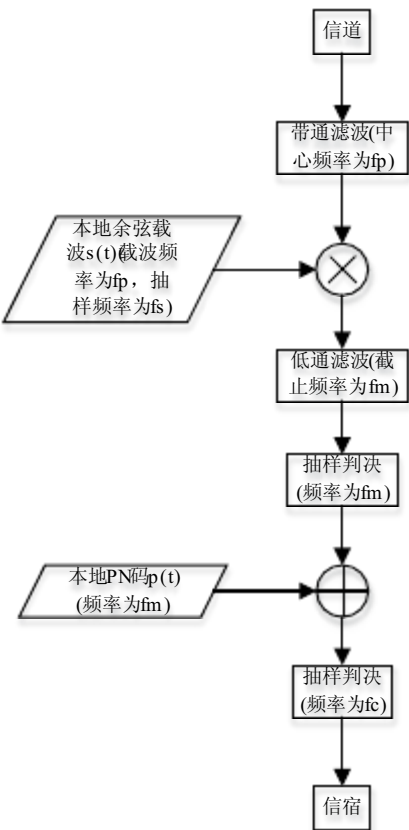 信道
带通滤波(中
心频率为fp)
本地余弦载
波s(t)(载波频
率为fp，抽
样频率为fs)
低通滤波(截
止频率为fm)
抽样判决
(频率为fm)
本地PN码p(t)
(频率为fm)
抽样判决
(频率为fc)
信宿